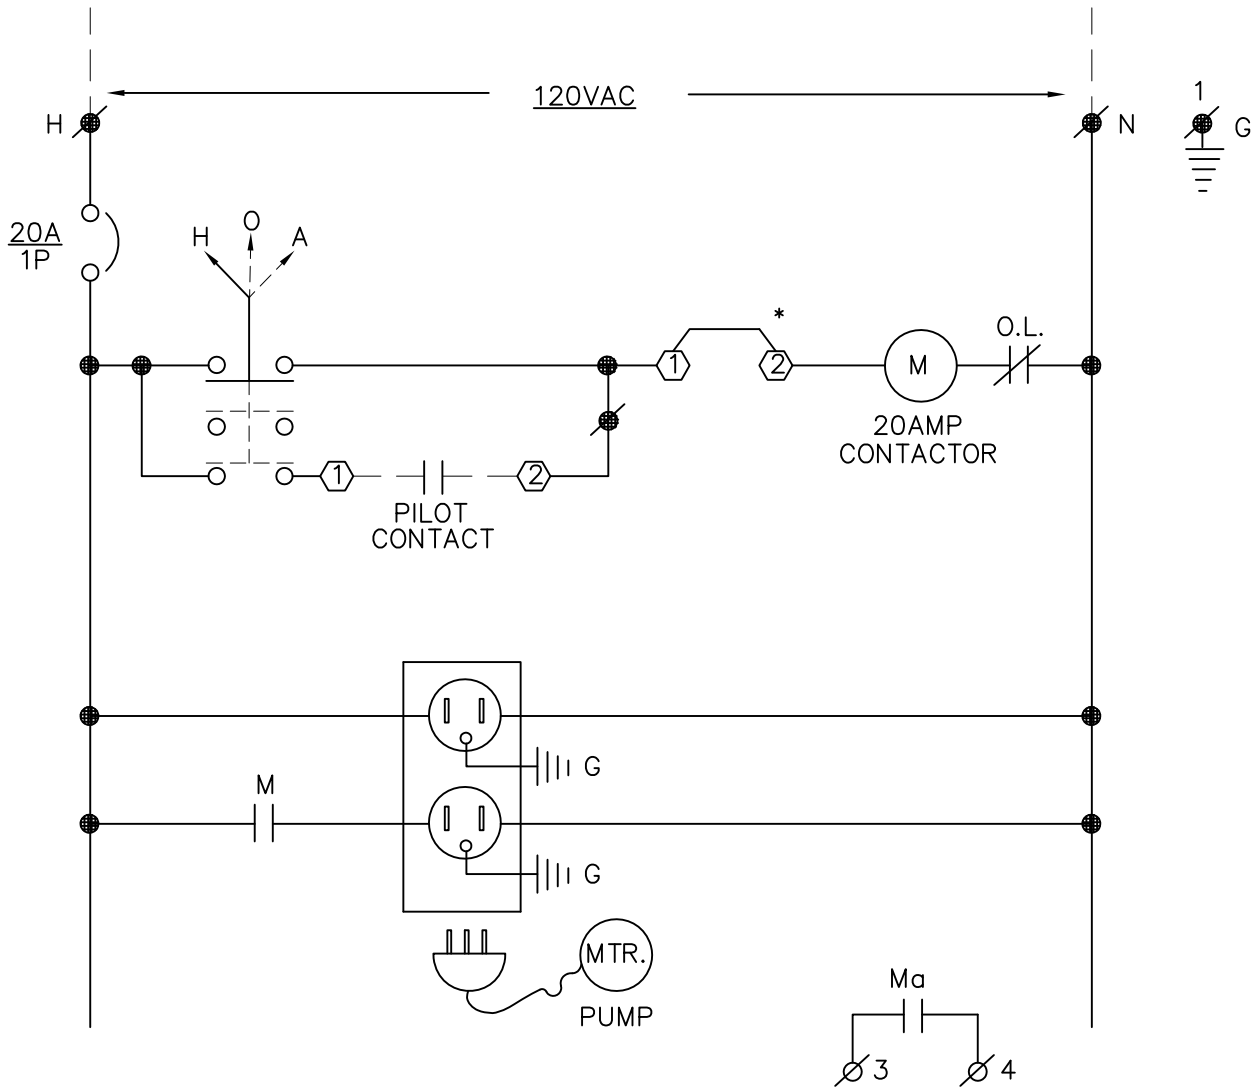 120VAC
1
H
N
G
20A
1P
H
O
A
*
O.L.
1
2
M
20AMP
CONTACTOR
1
2
PILOT
CONTACT
G
M
G
MTR.
PUMP
Ma
3
4